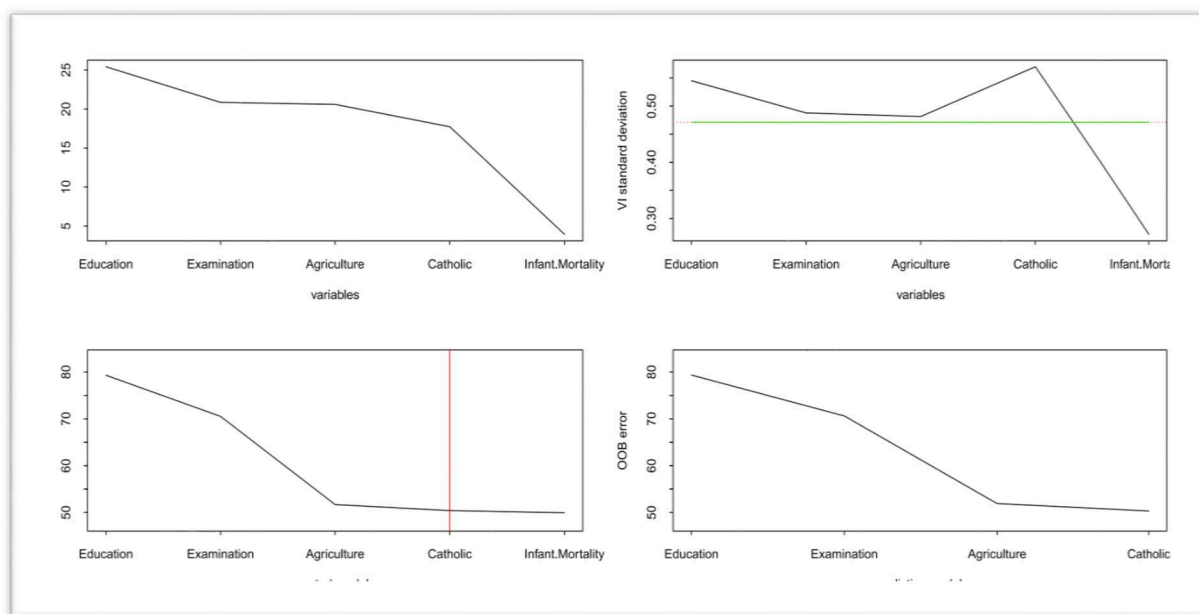 25
20
15
10
5
Education Examination Agriculture Catholic Infant.Mortality
variables
VI standard deviation
0.50
0.40
0.30
Education Examination Agriculture Catholic Infant.Morta
variables
80
70
60
50
Education Examination Agriculture Catholic Infant.Mortality
OOB error
80
70
60
50
Education Examination Agriculture Catholic